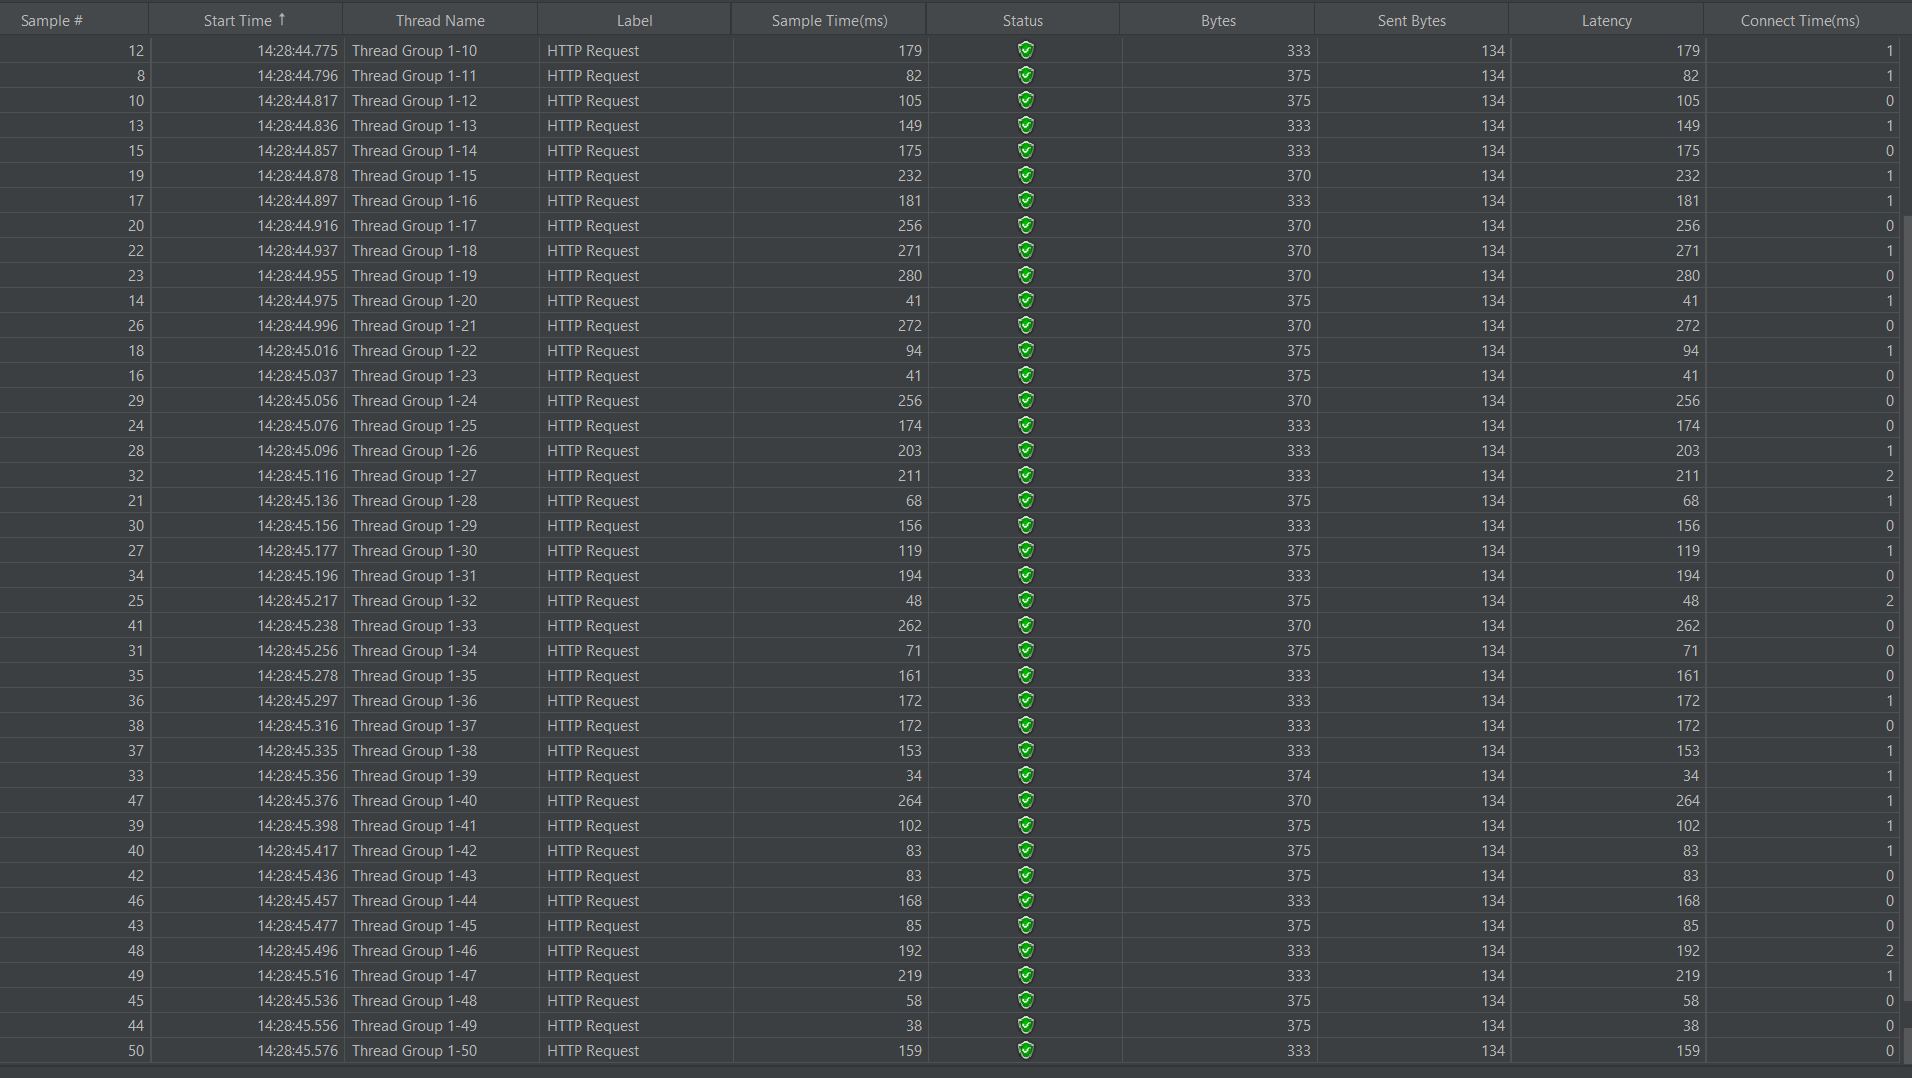 Sample # Start Time ↑ Thread Name Label Sample Time(ms) Status Bytes Sent Bytes Latency Connect Time(ms)
12 14:28:44.775 Thread Group 1-10 HTTP Request 179 333 134 179 1
8 14:28:44.796 Thread Group 1-11 HTTP Request 82 375 134 82 1
10 14:28:44.817 Thread Group 1-12 HTTP Request 105 375 134 105 0
13 14:28:44.836 Thread Group 1-13 HTTP Request 149 333 134 149 1
15 14:28:44.857 Thread Group 1-14 HTTP Request 175 333 134 175 0
19 14:28:44.878 Thread Group 1-15 HTTP Request 232 370 134 232 1
17 14:28:44.897 Thread Group 1-16 HTTP Request 181 333 134 181 1
20 14:28:44.916 Thread Group 1-17 HTTP Request 256 370 134 256 0
22 14:28:44.937 Thread Group 1-18 HTTP Request 271 370 134 271 1
23 14:28:44.955 Thread Group 1-19 HTTP Request 280 370 134 280 0
14 14:28:44.975 Thread Group 1-20 HTTP Request 41 375 134 41 1
26 14:28:44.996 Thread Group 1-21 HTTP Request 272 370 134 272 0
18 14:28:45.016 Thread Group 1-22 HTTP Request 94 375 134 94 1
16 14:28:45.037 Thread Group 1-23 HTTP Request 41 375 134 41 0
29 14:28:45.056 Thread Group 1-24 HTTP Request 256 370 134 256 0
24 14:28:45.076 Thread Group 1-25 HTTP Request 174 333 134 174 0
28 14:28:45.096 Thread Group 1-26 HTTP Request 203 333 134 203 1
32 14:28:45.116 Thread Group 1-27 HTTP Request 211 333 134 211 2
21 14:28:45.136 Thread Group 1-28 HTTP Request 68 375 134 68 1
30 14:28:45.156 Thread Group 1-29 HTTP Request 156 333 134 156 0
27 14:28:45.177 Thread Group 1-30 HTTP Request 119 375 134 119 1
34 14:28:45.196 Thread Group 1-31 HTTP Request 194 333 134 194 0
25 14:28:45.217 Thread Group 1-32 HTTP Request 48 375 134 48 2
41 14:28:45.238 Thread Group 1-33 HTTP Request 262 370 134 262 0
31 14:28:45.256 Thread Group 1-34 HTTP Request 71 375 134 71 0
35 14:28:45.278 Thread Group 1-35 HTTP Request 161 333 134 161 0
36 14:28:45.297 Thread Group 1-36 HTTP Request 172 333 134 172 1
38 14:28:45.316 Thread Group 1-37 HTTP Request 172 333 134 172 0
37 14:28:45.335 Thread Group 1-38 HTTP Request 153 333 134 153 1
33 14:28:45.356 Thread Group 1-39 HTTP Request 34 374 134 34 1
47 14:28:45.376 Thread Group 1-40 HTTP Request 264 370 134 264 1
39 14:28:45.398 Thread Group 1-41 HTTP Request 102 375 134 102 1
40 14:28:45.417 Thread Group 1-42 HTTP Request 83 375 134 83 1
42 14:28:45.436 Thread Group 1-43 HTTP Request 83 375 134 83 0
46 14:28:45.457 Thread Group 1-44 HTTP Request 168 333 134 168 0
43 14:28:45.477 Thread Group 1-45 HTTP Request 85 375 134 85 0
48 14:28:45.496 Thread Group 1-46 HTTP Request 192 333 134 192 2
49 14:28:45.516 Thread Group 1-47 HTTP Request 219 333 134 219 1
45 14:28:45.536 Thread Group 1-48 HTTP Request 58 375 134 58 0
44 14:28:45.556 Thread Group 1-49 HTTP Request 38 375 134 38 0
50 14:28:45.576 Thread Group 1-50 HTTP Request 159 333 134 159 0